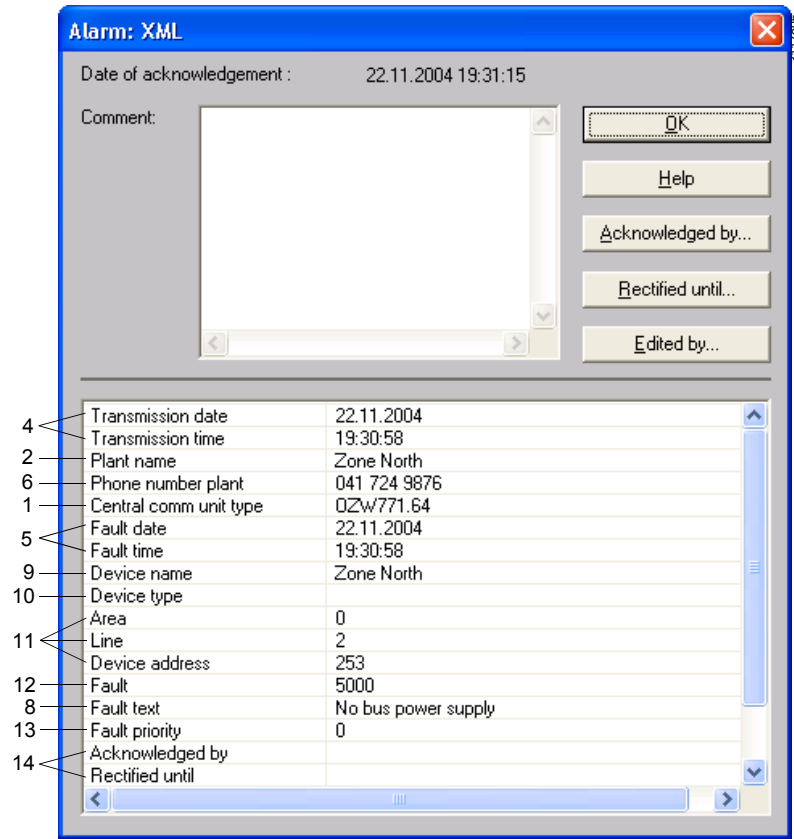 Alarm: XML
Date of acknowledgement : 22.11.2004 19:31:15
Comment:
OK
Help
Acknowledged by...
Rectified until...
Edited by...
4 Transmission date 22.11.2004
Transmission time 19:30:58
2 Plant name Zone North
6 Phone number plant 041 724 9876
1 Central comm unit type OZW771.64
5 Fault date 22.11.2004
Fault time 19:30:58
9 Device name Zone North
10 Device type
11 Area 0
Line 2
Device address 253
12 Fault 5000
8 Fault text No bus power supply
13 Fault priority 0
14 Acknowledged by
Rectified until